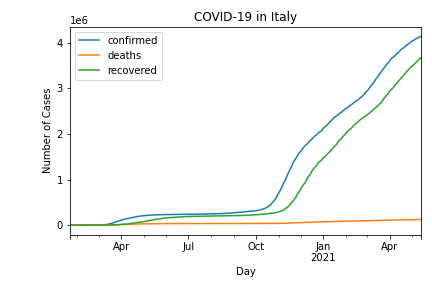 COVID-19 in Italy
1e6
confirmed
deaths
recovered
Number of Cases
4
3
2
1
0
Apr
Jul
Oct
Jan
2021
Apr
Day